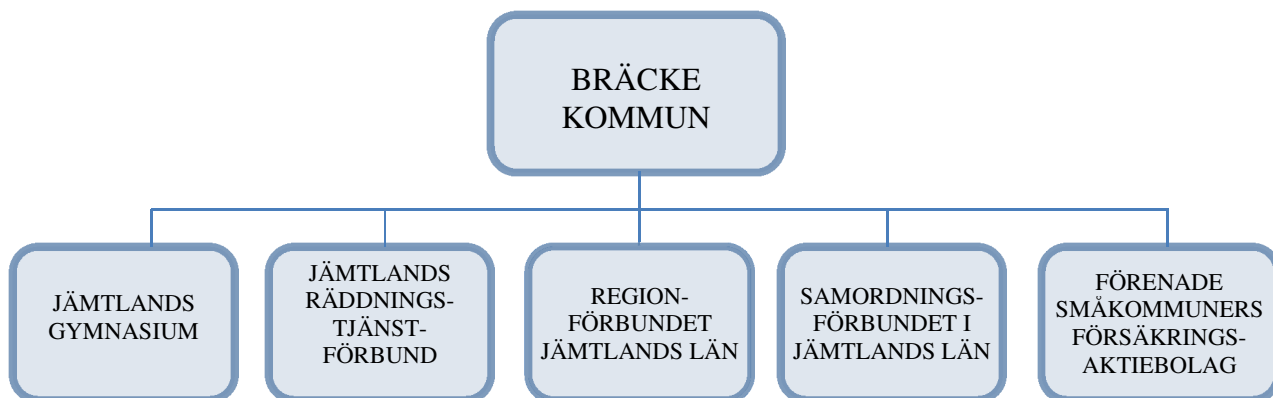 BRÄCKE
KOMMUN
JÄMTLANDS
GYMNASIUM
JÄMTLANDS
RÄDDNINGS-
TJÄNST-
FÖRBUND
REGION-
FÖRBUNDET
JÄMTLANDS LÄN
SAMORDNINGS-
FÖRBUNDET I
JÄMTLANDS LÄN
FÖRENADE
SMÅKOMMUNERS
FÖRSÄKRINGS-
AKTIEBOLAG